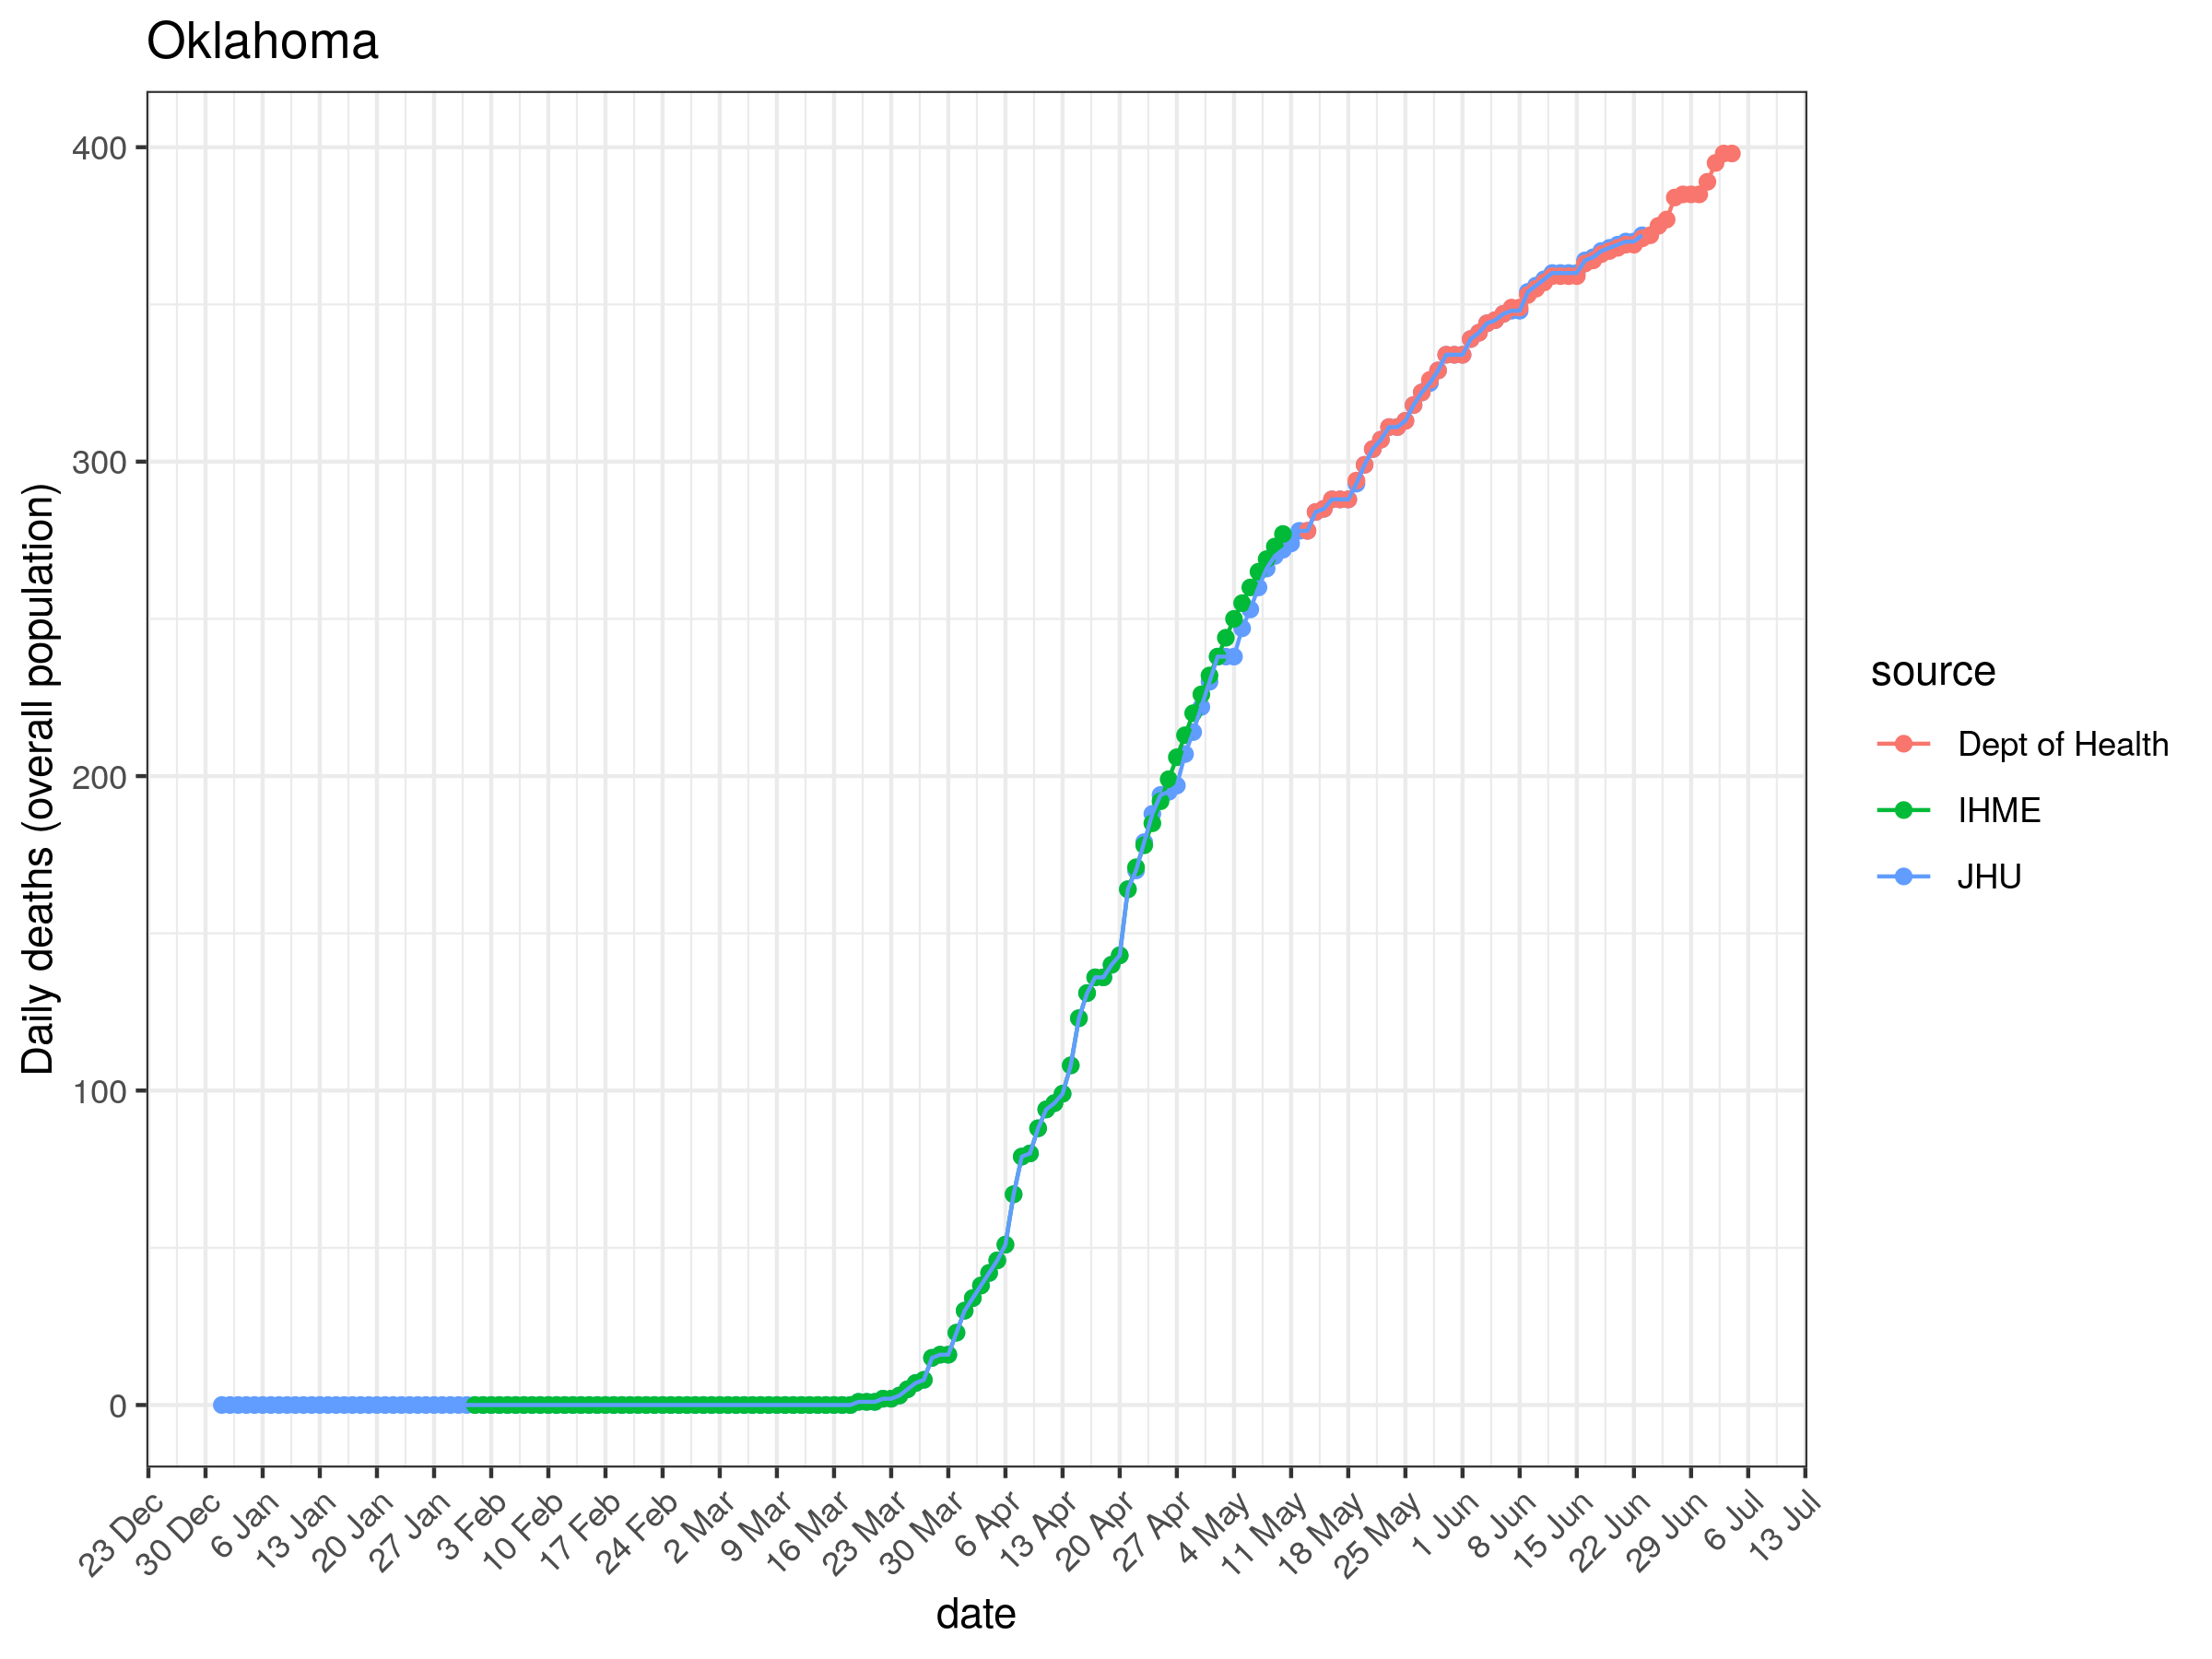 Oklahoma
Daily deaths (overall population)
400
300
200
100
0
23 Dec
30 Dec
6 Jan
13 Jan
20 Jan
27 Jan
3 Feb
10 Feb
17 Feb
24 Feb
2 Mar
9 Mar
16 Mar
23 Mar
30 Mar
6 Apr
13 Apr
20 Apr
27 Apr
4 May
11 May
18 May
25 May
1 Jun
8 Jun
15 Jun
22 Jun
29 Jun
6 Jul
13 Jul
date
source
Dept of Health
IHME
JHU